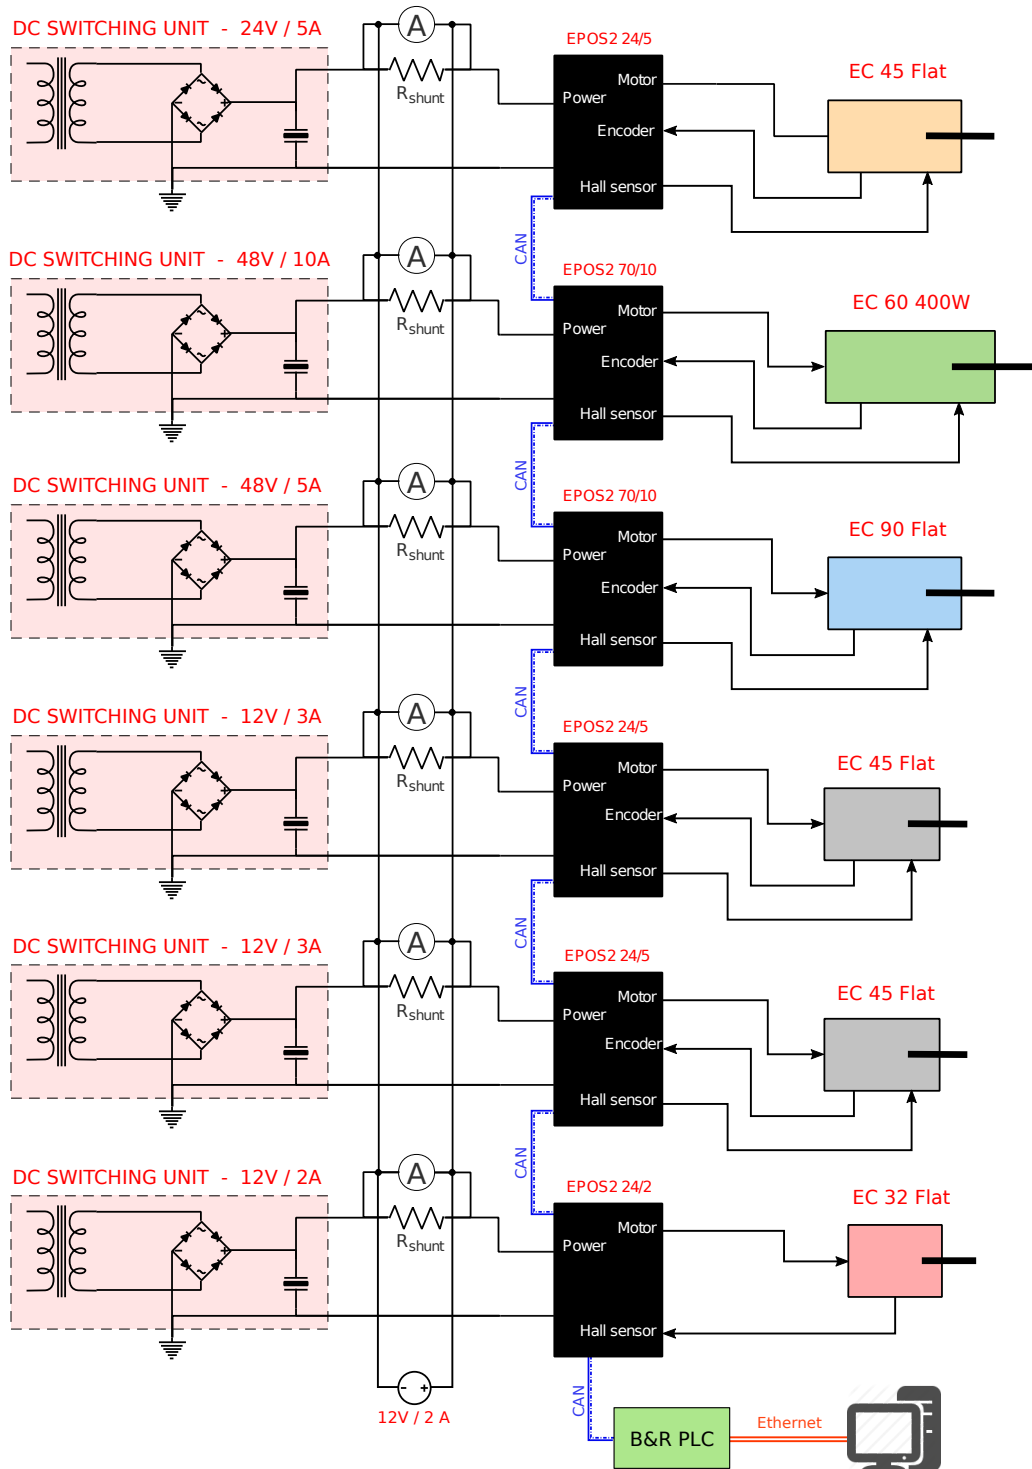 DC SWITCHING UNIT - 24V / 5A
A
Rshunt
EPOS2 24/5
Motor
Power
Encoder
Hall sensor
EC 45 Flat
CAN
DC SWITCHING UNIT - 48V / 10A
A
Rshunt
EPOS2 70/10
Motor
Power
Encoder
Hall sensor
EC 60 400W
CAN
DC SWITCHING UNIT - 48V / 5A
A
Rshunt
EPOS2 70/10
Motor
Power
Encoder
Hall sensor
EC 90 Flat
CAN
DC SWITCHING UNIT - 12V / 3A
A
Rshunt
EPOS2 24/5
Motor
Power
Encoder
Hall sensor
EC 45 Flat
CAN
DC SWITCHING UNIT - 12V / 3A
A
Rshunt
EPOS2 24/5
Motor
Power
Encoder
Hall sensor
EC 45 Flat
CAN
DC SWITCHING UNIT - 12V / 2A
A
Rshunt
EPOS2 24/2
Motor
Power
Hall sensor
EC 32 Flat
- +
12V / 2 A
CAN
B&R PLC
Ethernet